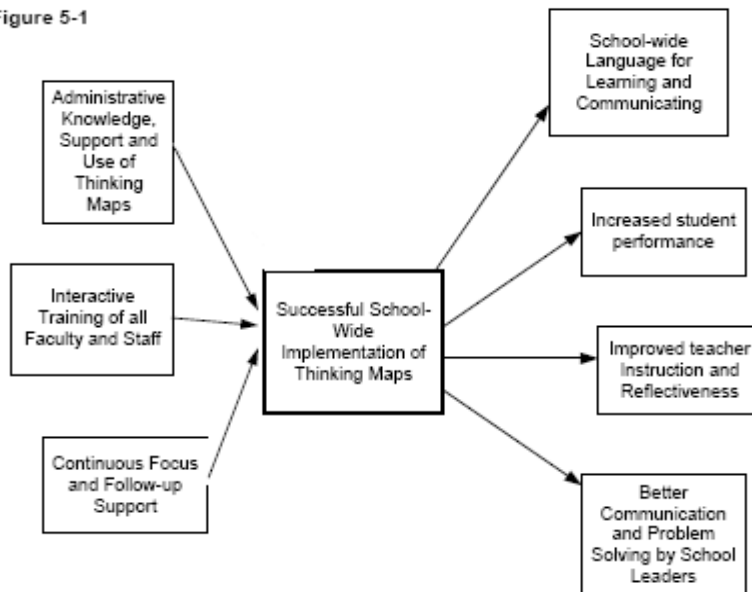 Figure 5-1
Administrative
Knowledge,
Support and
Use of
Thinking
Maps
Interactive
Training of all
Faculty and Staff
Continuous Focus
and Follow-up
Support
Successful School-
Wide
Implementation of
Thinking Maps
School-wide
Language for
Learning and
Communicating
Increased student
performance
Improved teacher
Instruction and
Reflectiveness
Better
Communication
and Problem
Solving by School
Leaders